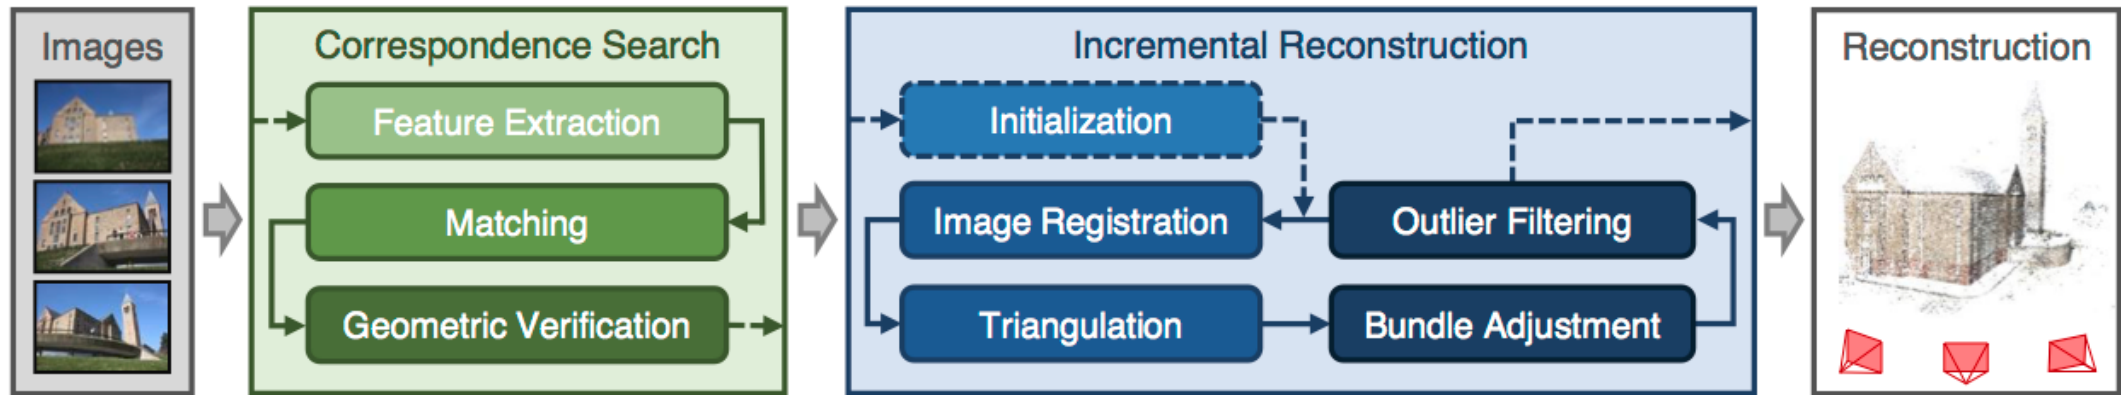 Images
Correspondence Search
Feature Extraction
Matching
Geometric Verification
Incremental Reconstruction
Initialization
Image Registration
Outlier Filtering
Triangulation
Bundle Adjustment
Reconstruction